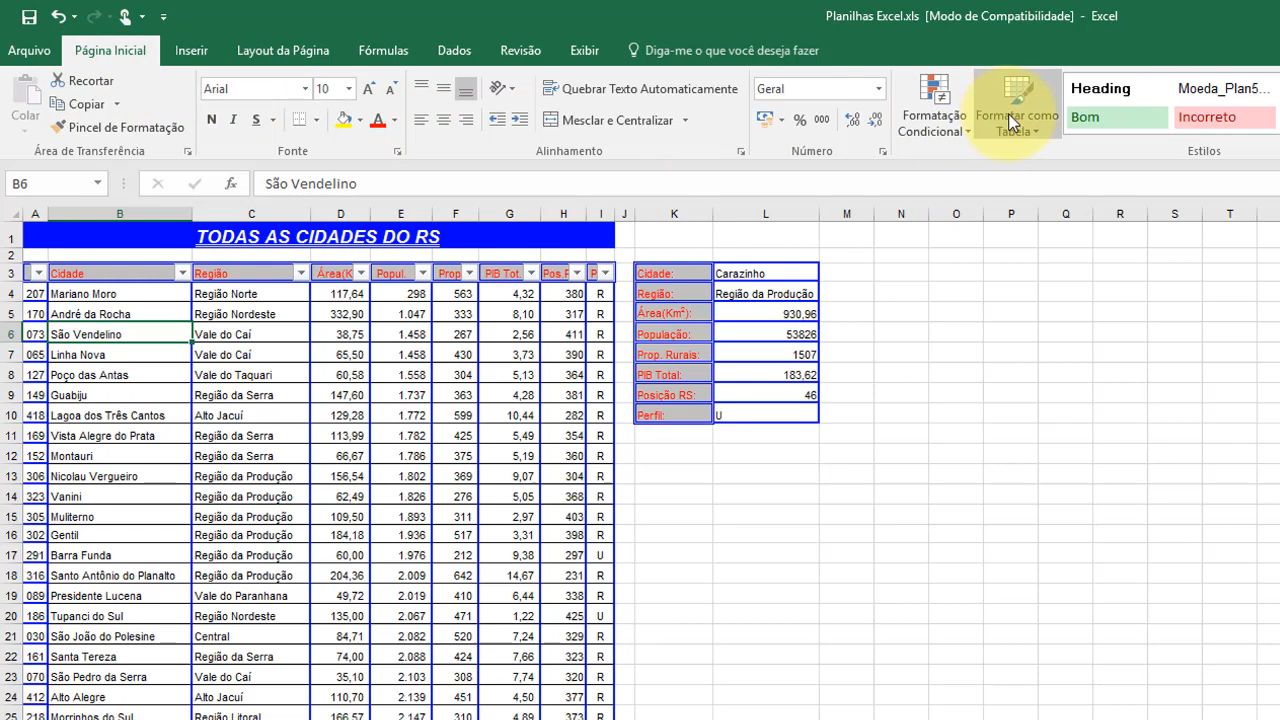 Planilhas Excel.xls [Modo de Compatibilidade] - Excel
Arquivo Página Inicial Inserir Layout da Página Fórmulas Dados Revisão Exibir Diga-me o que você deseja fazer
Colar
Recortar
Copiar
Pincel de Formatação
Área de Transferência
Arial 10
N I S A
Fonte
Quebrar Texto Automaticamente
Mesclar e Centralizar
Alinhamento
Geral
% 000
Número
Formatação Condicional
Formatar como Tabela
Heading Moeda_Plan5...
Bom Incorreto
Estilos
B6 fx São Vendelino
A B C D E F G H I J K L M N O P Q R S T
1 TODAS AS CIDADES DO RS
2
3 Cidade Região Área(K Popul. Prop PIB Tot. Pos.F P Cidade: Carazinho
4 207 Mariano Moro Região Norte 117,64 298 563 4,32 380 R Região: Região da Produção
5 170 André da Rocha Região Nordeste 332,90 1.047 333 8,10 317 R Área(Km²): 930,96
6 073 São Vendelino Vale do Caí 38,75 1.458 267 2,56 411 R População: 53826
7 065 Linha Nova Vale do Caí 65,50 1.458 430 3,73 390 R Prop. Rurais: 1507
8 127 Poço das Antas Vale do Taquari 60,58 1.558 304 5,13 364 R PIB Total: 183,62
9 149 Guabiju Região da Serra 147,60 1.737 363 4,28 381 R Posição RS: 46
10 418 Lagoa dos Três Cantos Alto Jacuí 129,28 1.772 599 10,44 282 R Perfil: U
11 169 Vista Alegre do Prata Região da Serra 113,99 1.782 425 5,49 354 R
12 152 Montauri Região da Serra 66,67 1.786 375 5,19 360 R
13 306 Nicolau Vergueiro Região da Produção 156,54 1.802 369 9,07 304 R
14 323 Vanini Região da Produção 62,49 1.826 276 5,05 368 R
15 305 Muliterno Região da Produção 109,50 1.893 311 2,97 403 R
16 302 Gentil Região da Produção 184,18 1.936 517 3,31 398 R
17 291 Barra Funda Região da Produção 60,00 1.976 212 9,38 297 U
18 316 Santo Antônio do Planalto Região da Produção 204,36 2.009 642 14,67 231 R
19 089 Presidente Lucena Vale do Paranhana 49,72 2.019 410 6,44 338 R
20 186 Tupanci do Sul Região Nordeste 135,00 2.067 471 1,22 425 U
21 030 São João do Polesine Central 84,71 2.082 520 7,24 329 R
22 161 Santa Tereza Região da Serra 74,00 2.088 424 7,66 323 R
23 070 São Pedro da Serra Vale do Caí 35,10 2.103 308 7,74 320 R
24 412 Alto Alegre Alto Jacuí 110,70 2.139 451 4,50 377 R
25 218 Morrinhos do Sul Região Litoral 166,57 2.147 310 4,89 373 R